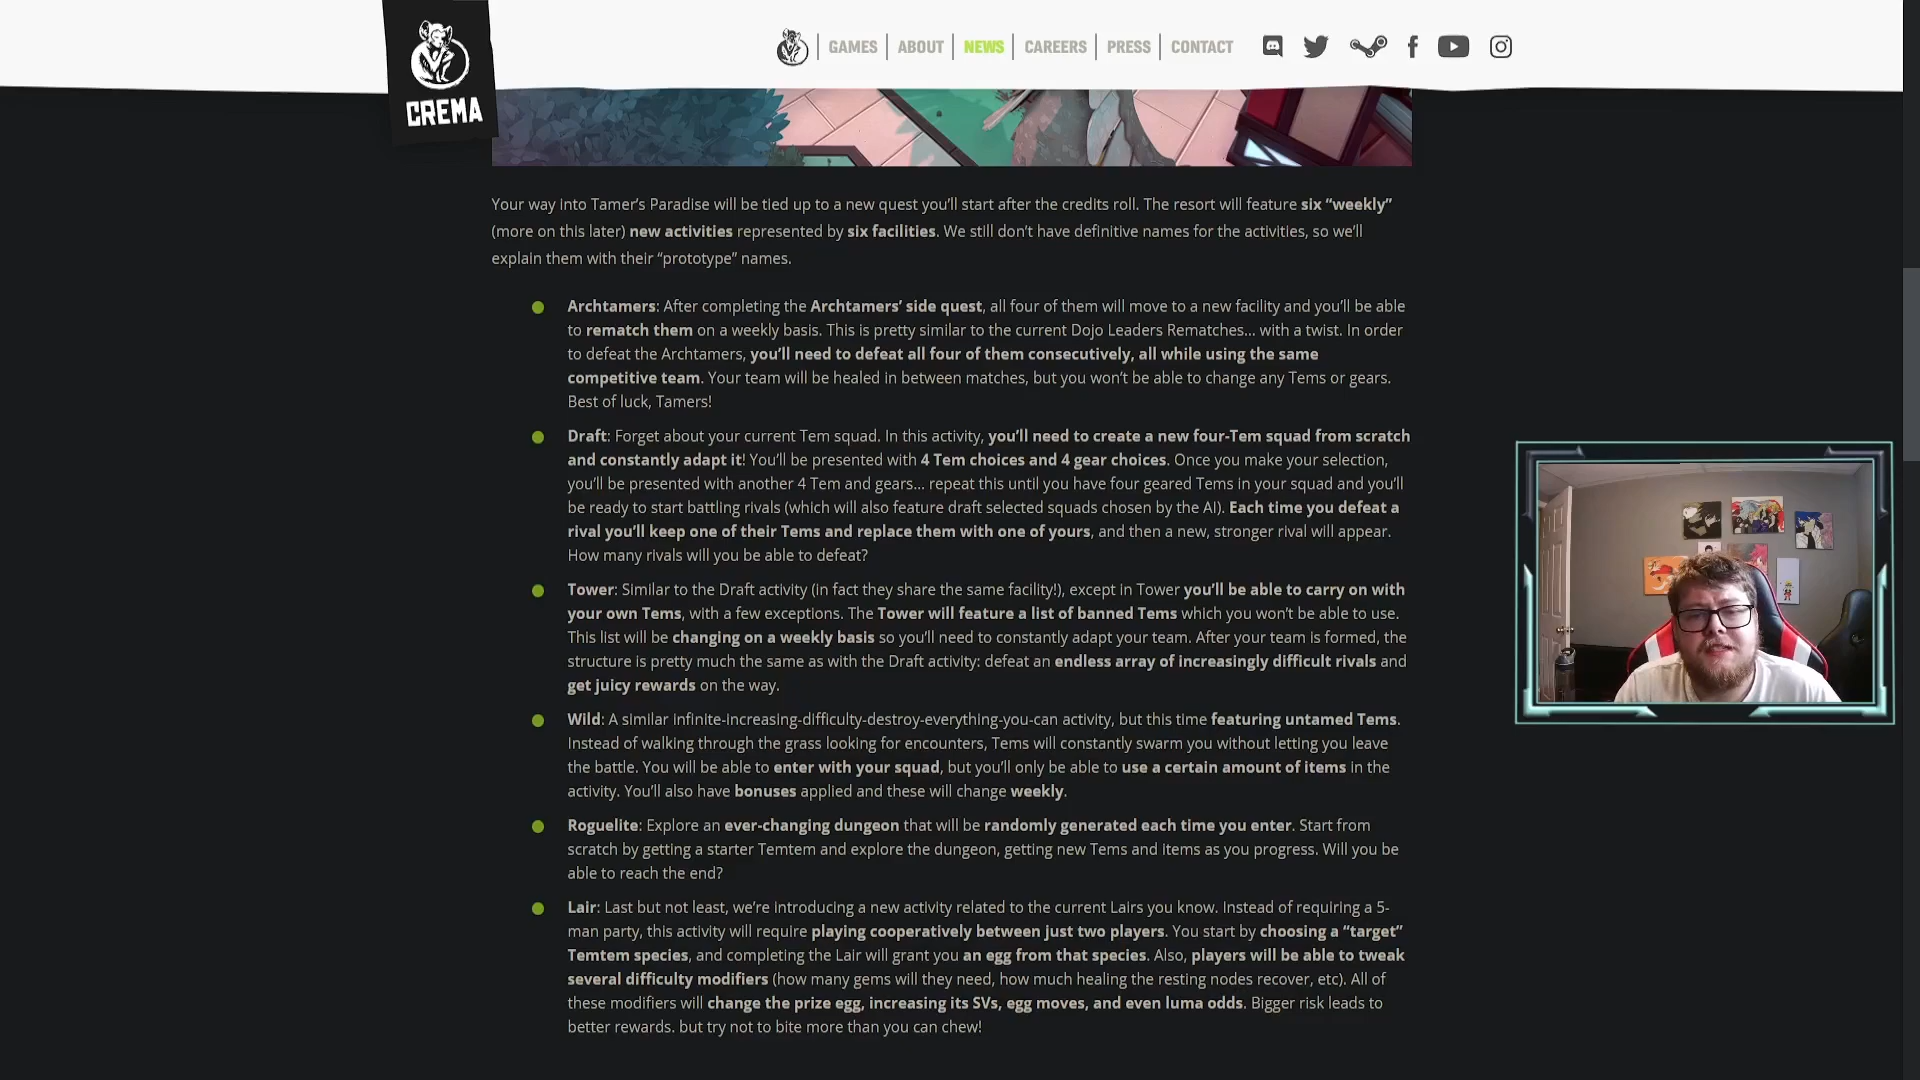 CREMA
GAMES
ABOUT
NEWS
CAREERS
PRESS
CONTACT
Your way into Tamer’s Paradise will be tied up to a new quest you’ll start after the credits roll. The resort will feature six “weekly”
(more on this later) new activities represented by six facilities. We still don’t have definitive names for the activities, so we’ll
explain them with their “prototype” names.
Archtamers: After completing the Archtamers’ side quest, all four of them will move to a new facility and you’ll be able
to rematch them on a weekly basis. This is pretty similar to the current Dojo Leaders Rematches… with a twist. In order
to defeat the Archtamers, you’ll need to defeat all four of them consecutively, all while using the same
competitive team. Your team will be healed in between matches, but you won’t be able to change any Tems or gears.
Best of luck, Tamers!
Draft: Forget about your current Tem squad. In this activity, you’ll need to create a new four-Tem squad from scratch
and constantly adapt it! You’ll be presented with 4 Tem choices and 4 gear choices. Once you make your selection,
you’ll be presented with another 4 Tem and gears… repeat this until you have four geared Tems in your squad and you’ll
be ready to start battling rivals (which will also feature draft selected squads chosen by the AI). Each time you defeat a
rival you’ll keep one of their Tems and replace them with one of yours, and then a new, stronger rival will appear.
How many rivals will you be able to defeat?
Tower: Similar to the Draft activity (in fact they share the same facility!), except in Tower you’ll be able to carry on with
your own Tems, with a few exceptions. The Tower will feature a list of banned Tems which you won’t be able to use.
This list will be changing on a weekly basis so you’ll need to constantly adapt your team. After your team is formed, the
structure is pretty much the same as with the Draft activity: defeat an endless array of increasingly difficult rivals and
get juicy rewards on the way.
Wild: A similar infinite-increasing-difficulty-destroy-everything-you-can activity, but this time featuring untamed Tems.
Instead of walking through the grass looking for encounters, Tems will constantly swarm you without letting you leave
the battle. You will be able to enter with your squad, but you’ll only be able to use a certain amount of items in the
activity. You’ll also have bonuses applied and these will change weekly.
Roguelite: Explore an ever-changing dungeon that will be randomly generated each time you enter. Start from
scratch by getting a starter Temtem and explore the dungeon, getting new Tems and items as you progress. Will you be
able to reach the end?
Lair: Last but not least, we’re introducing a new activity related to the current Lairs you know. Instead of requiring a 5-
man party, this activity will require playing cooperatively between just two players. You start by choosing a “target”
Temtem species, and completing the Lair will grant you an egg from that species. Also, players will be able to tweak
several difficulty modifiers (how many gems will they need, how much healing the resting nodes recover, etc). All of
these modifiers will change the prize egg, increasing its SVs, egg moves, and even luma odds. Bigger risk leads to
better rewards. but try not to bite more than you can chew!